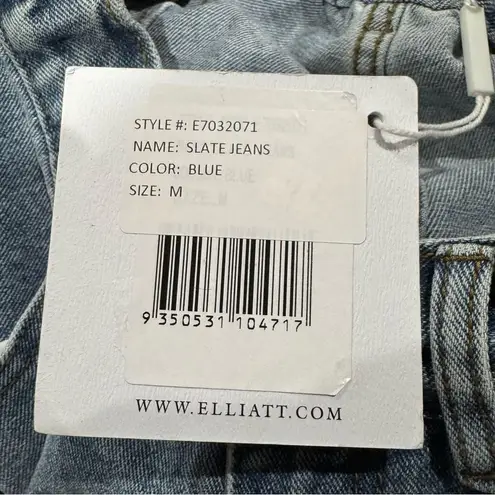 STYLE #: E7032071
NAME: SLATE JEANS
COLOR: BLUE
SIZE: M
9 350531 104717
WWW.ELLIATT.COM